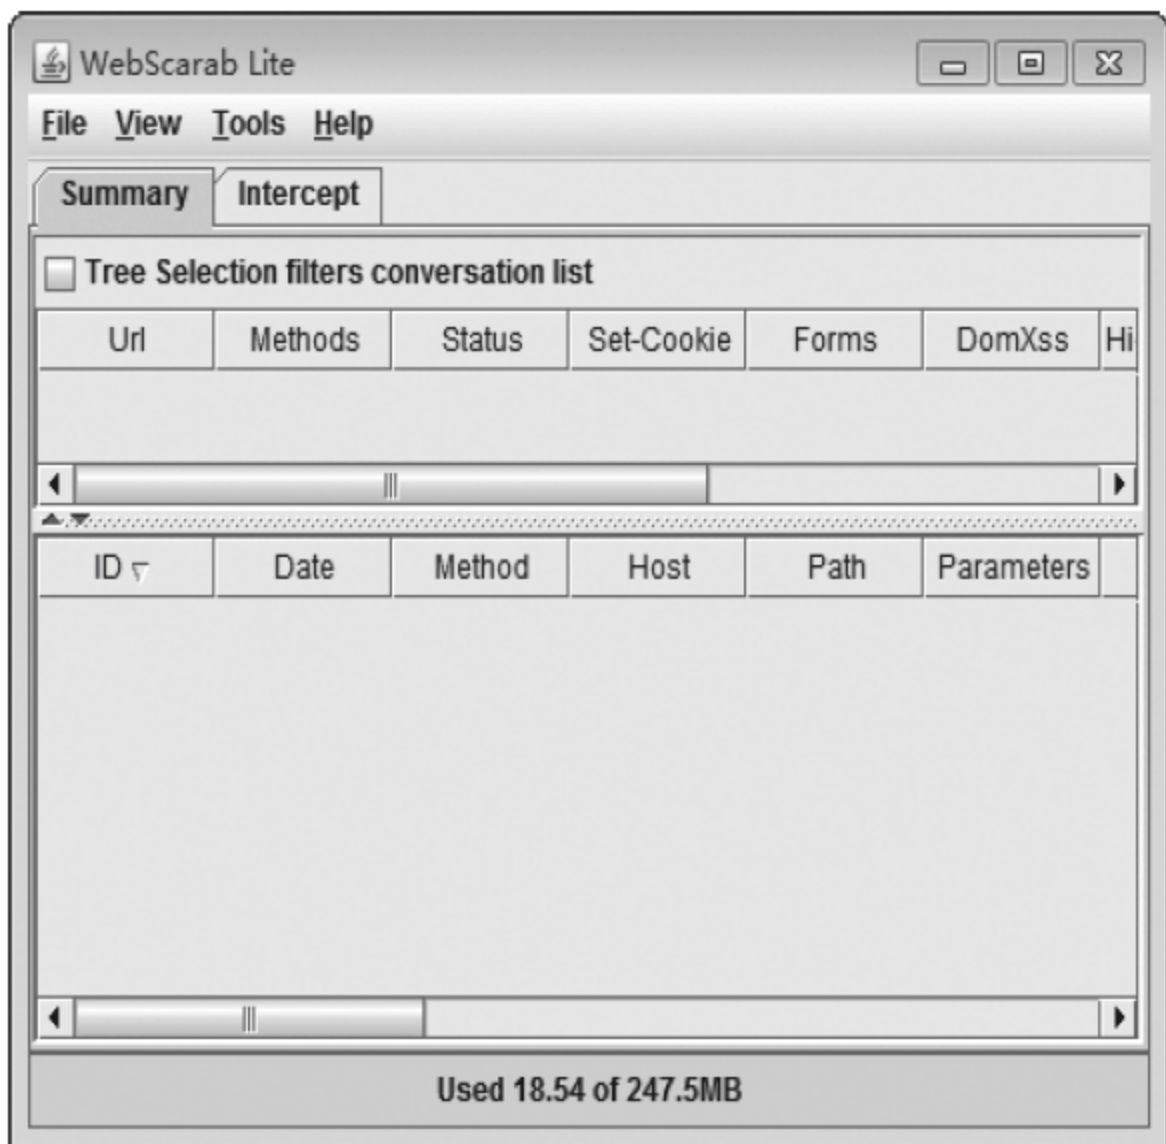 WebScarab Lite
File View Tools Help
Summary Intercept
Tree Selection filters conversation list
Url Methods Status Set-Cookie Forms DomXss Hi
ID Date Method Host Path Parameters
Used 18.54 of 247.5MB